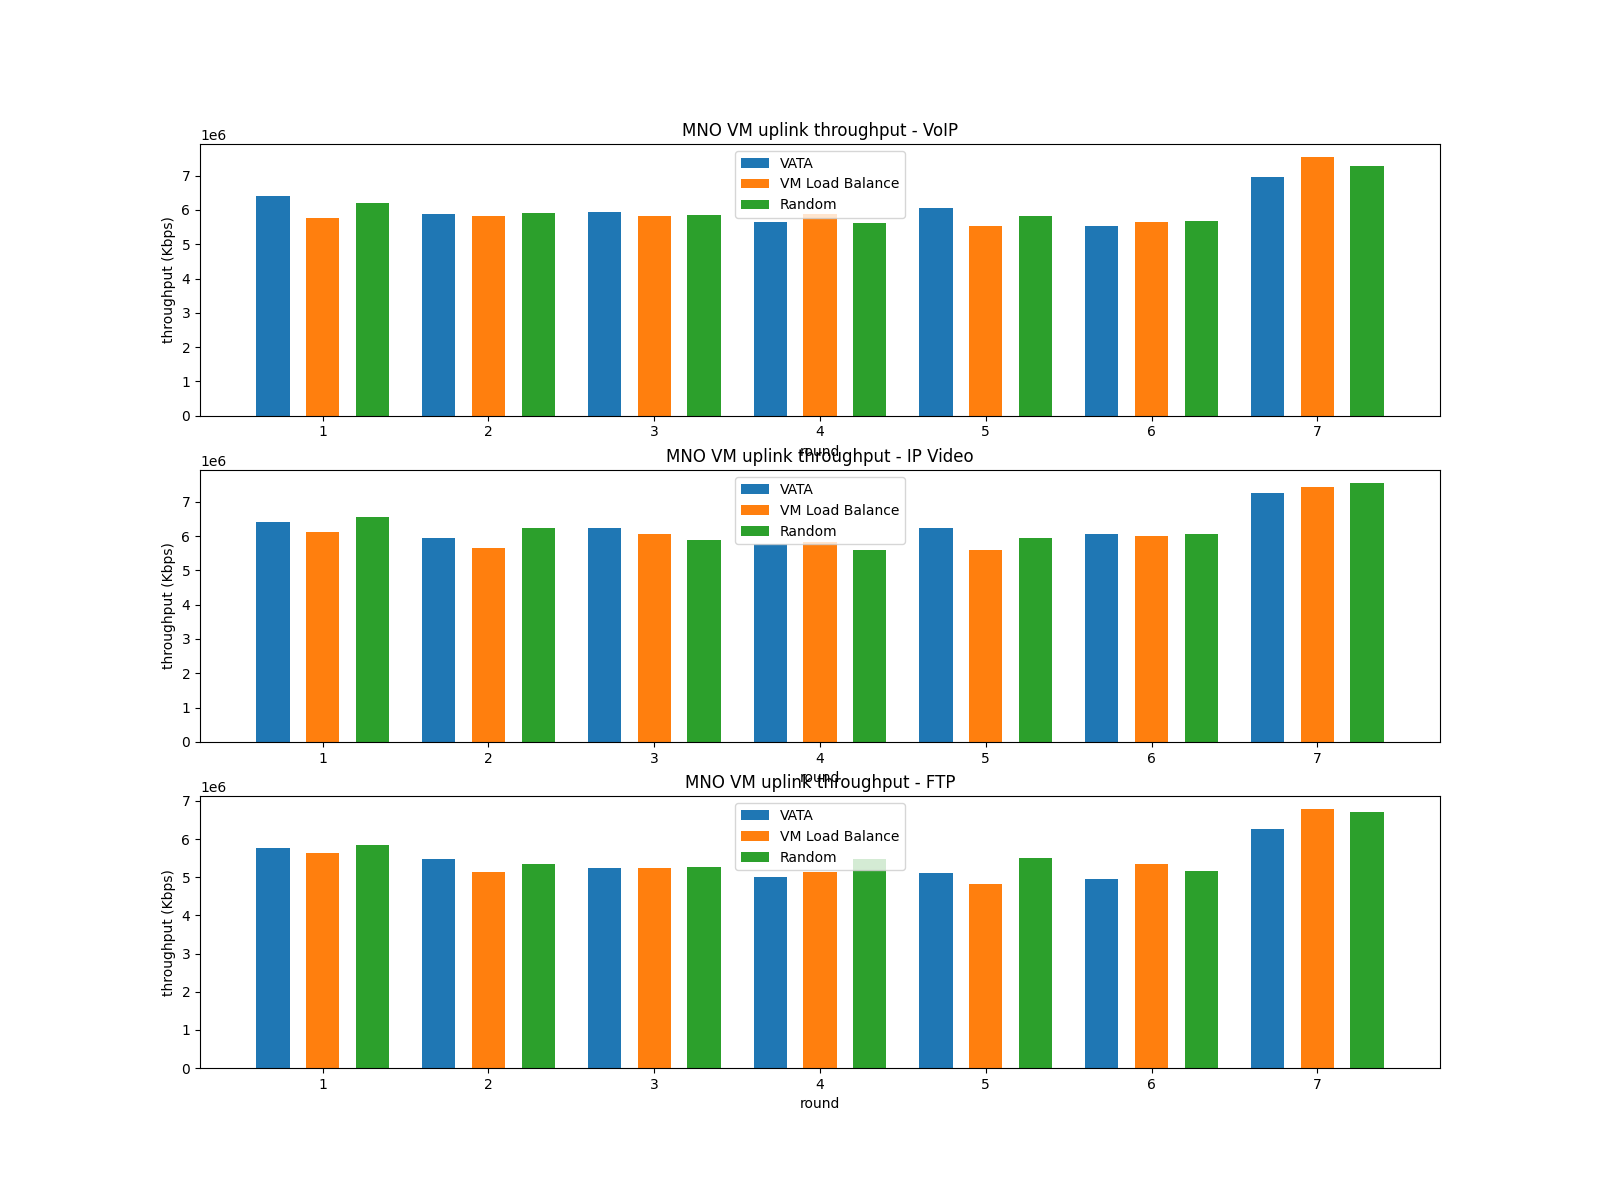 MNO VM uplink throughput - VoIP
1e6
VATA
VM Load Balance
Random
throughput (Kbps)
7
6
5
4
3
2
1
0
1 2 3 4 5 6 7
round
MNO VM uplink throughput - IP Video
1e6
VATA
VM Load Balance
Random
throughput (Kbps)
7
6
5
4
3
2
1
0
1 2 3 4 5 6 7
round
MNO VM uplink throughput - FTP
1e6
VATA
VM Load Balance
Random
throughput (Kbps)
7
6
5
4
3
2
1
0
1 2 3 4 5 6 7
round